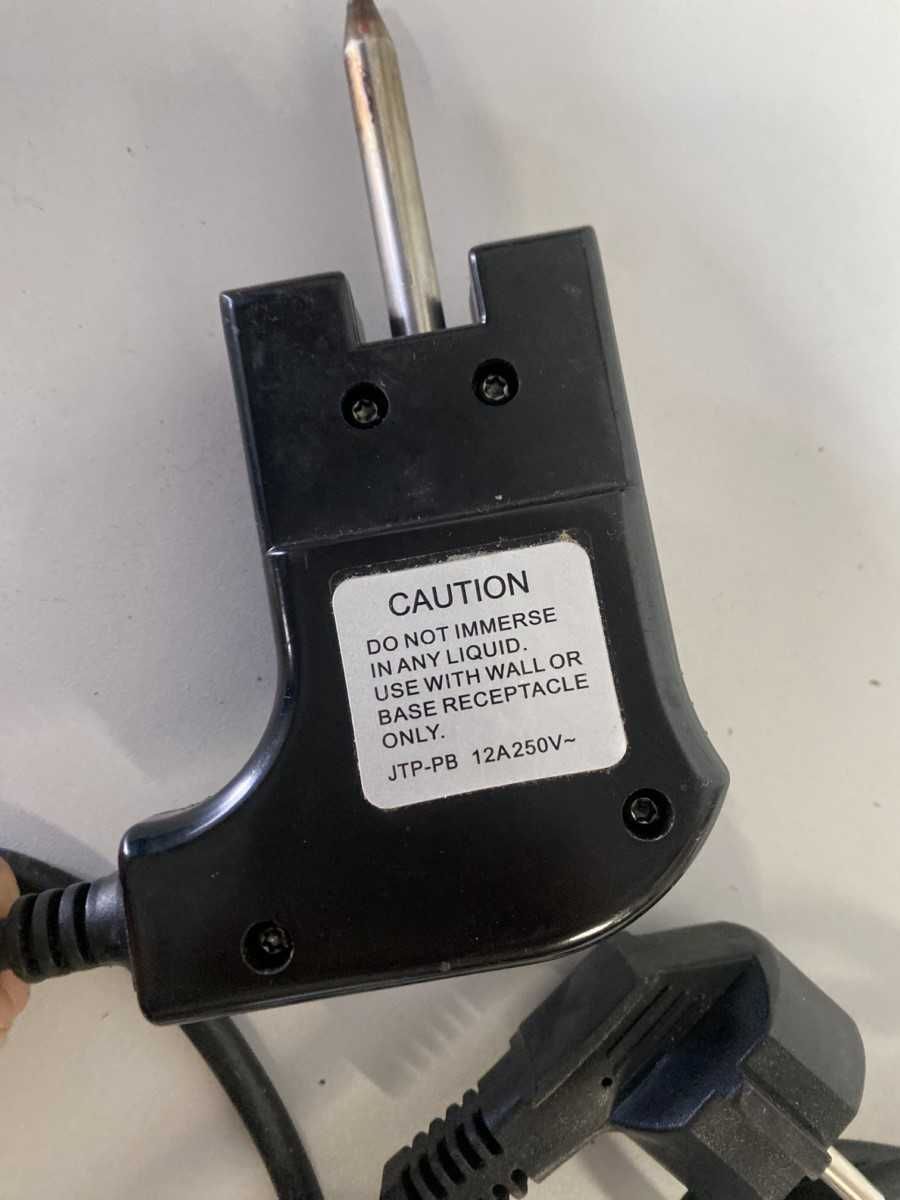 CAUTION
DO NOT IMMERSE
IN ANY LIQUID.
USE WITH WALL OR
BASE RECEPTACLE
ONLY.
JTP-PB 12A250V~